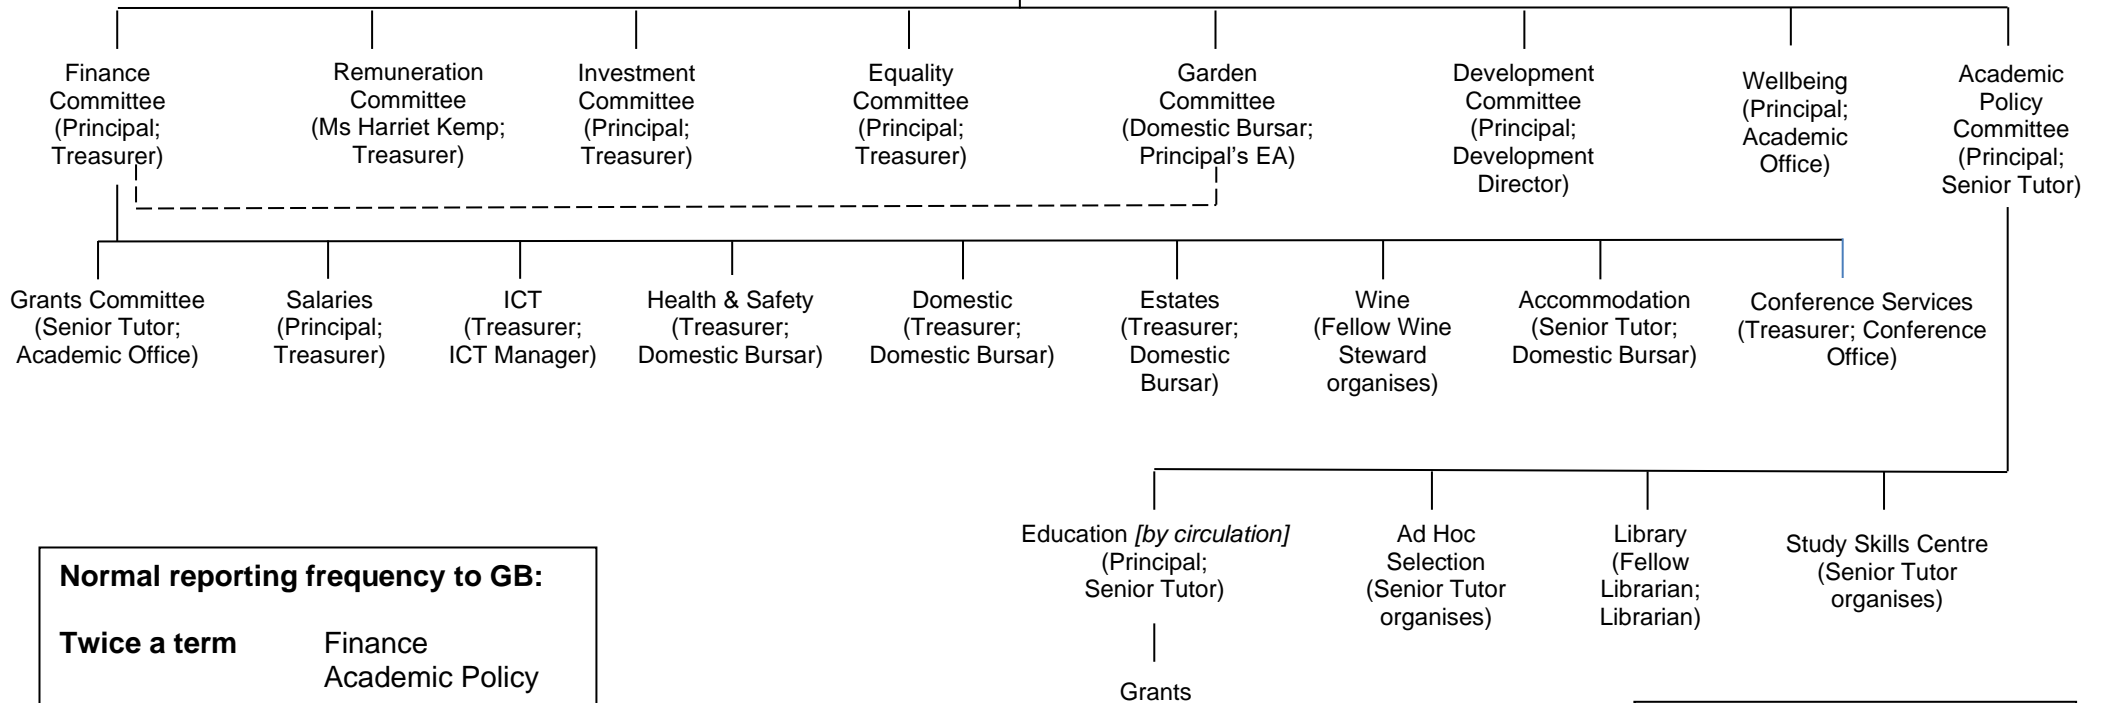 Finance
Committee
(Principal;
Treasurer)
Remuneration
Committee
(Ms Harriet Kemp;
Treasurer)
Investment
Committee
(Principal;
Treasurer)
Equality
Committee
(Principal;
Treasurer)
Garden
Committee
(Domestic Bursar;
Principal's EA)
Development
Committee
(Principal;
Development
Director)
Wellbeing
(Principal;
Academic
Office)
Academic
Policy
Committee
(Principal;
Senior Tutor)
Grants Committee
(Senior Tutor;
Academic Office)
Salaries
(Principal;
Treasurer)
ICT
(Treasurer;
ICT Manager)
Health & Safety
(Treasurer;
Domestic Bursar)
Domestic
(Treasurer;
Domestic Bursar)
Estates
(Treasurer;
Domestic
Bursar)
Wine
(Fellow Wine
Steward
organises)
Accommodation
(Senior Tutor;
Domestic Bursar)
Conference Services
(Treasurer; Conference
Office)
Education [by circulation]
(Principal;
Senior Tutor)
Ad Hoc
Selection
(Senior Tutor
organises)
Library
(Fellow
Librarian;
Librarian)
Study Skills Centre
(Senior Tutor
organises)
Grants
Normal reporting frequency to GB:
Twice a term Finance
Academic Policy